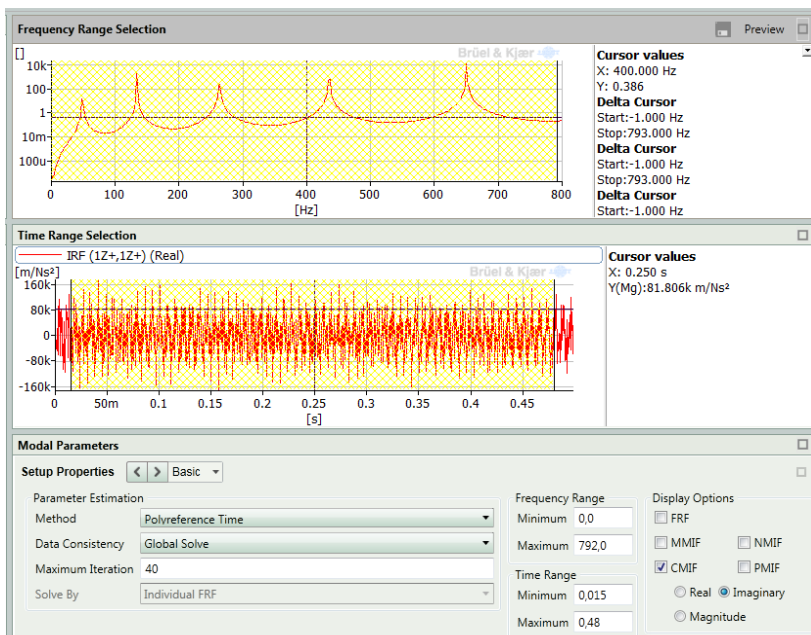 Frequency Range Selection
Preview
[]
Brüel & Kjær
10k
100
1
10m
100u
0 100 200 300 400 500 600 700 800
[Hz]
Cursor values
X: 400.000 Hz
Y: 0.386
Delta Cursor
Start:-1.000 Hz
Stop:793.000 Hz
Delta Cursor
Start:-1.000 Hz
Stop:793.000 Hz
Delta Cursor
Start:-1.000 Hz
Time Range Selection
IRF (1Z+,1Z+) (Real)
[m/Ns²]
Brüel & Kjær
160k
80k
0
-80k
-160k
0 50m 0.1 0.15 0.2 0.25 0.3 0.35 0.4 0.45
[s]
Cursor values
X: 0.250 s
Y(Mg):81.806k m/Ns²
Modal Parameters
Setup Properties < > Basic
Parameter Estimation
Method Polyreference Time
Data Consistency Global Solve
Maximum Iteration 40
Solve By Individual FRF
Frequency Range
Minimum 0,0
Maximum 792,0
Time Range
Minimum 0,015
Maximum 0,48
Display Options
FRF
MMIF NMIF
CMIF PMIF
Real Imaginary
Magnitude